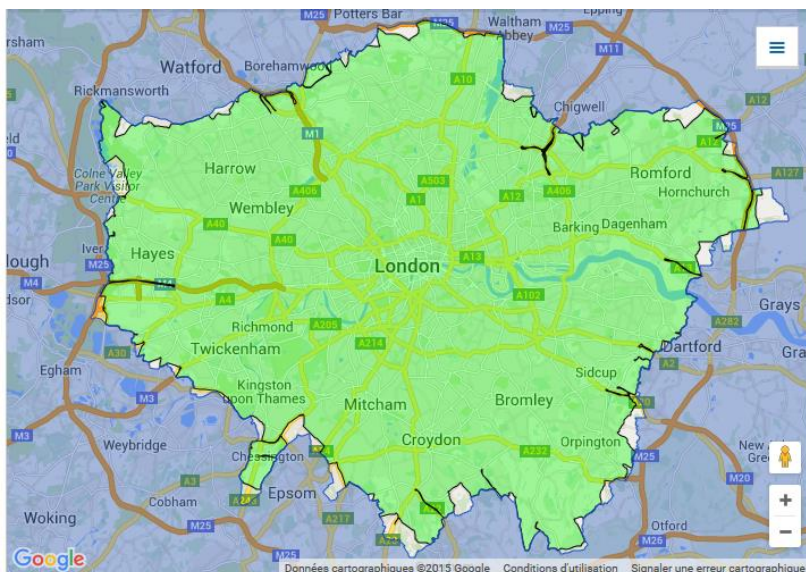 M25
Potters Bar
Waltham
Abbey
Epping
Watford
Borehamwood
M11
Rickmansworth
A10
Chigwell
A12
M1
M25
A12
Colne Valley
Park Visitor
Centre
Harrow
A503
Romford
A406
A1
A12
A406
A127
Hornchurch
Wembley
A40
Barking
Dagenham
Iver
Hayes
A40
A13
London
M25
M4
A4
A102
Grays
Richmond
A205
A282
A30
Twickenham
A214
Dartford
Egham
A2
Sidcup
Kingston
upon Thames
M3
Mitcham
Bromley
M3
Weybridge
Croydon
Orpington
Chessington
A232
A3
M20
Cobham
Epsom
Woking
A217
M25
Otford
M25
M26
Google
Données cartographiques ©2015 Google
Conditions d'utilisation
Signaler une erreur cartographique